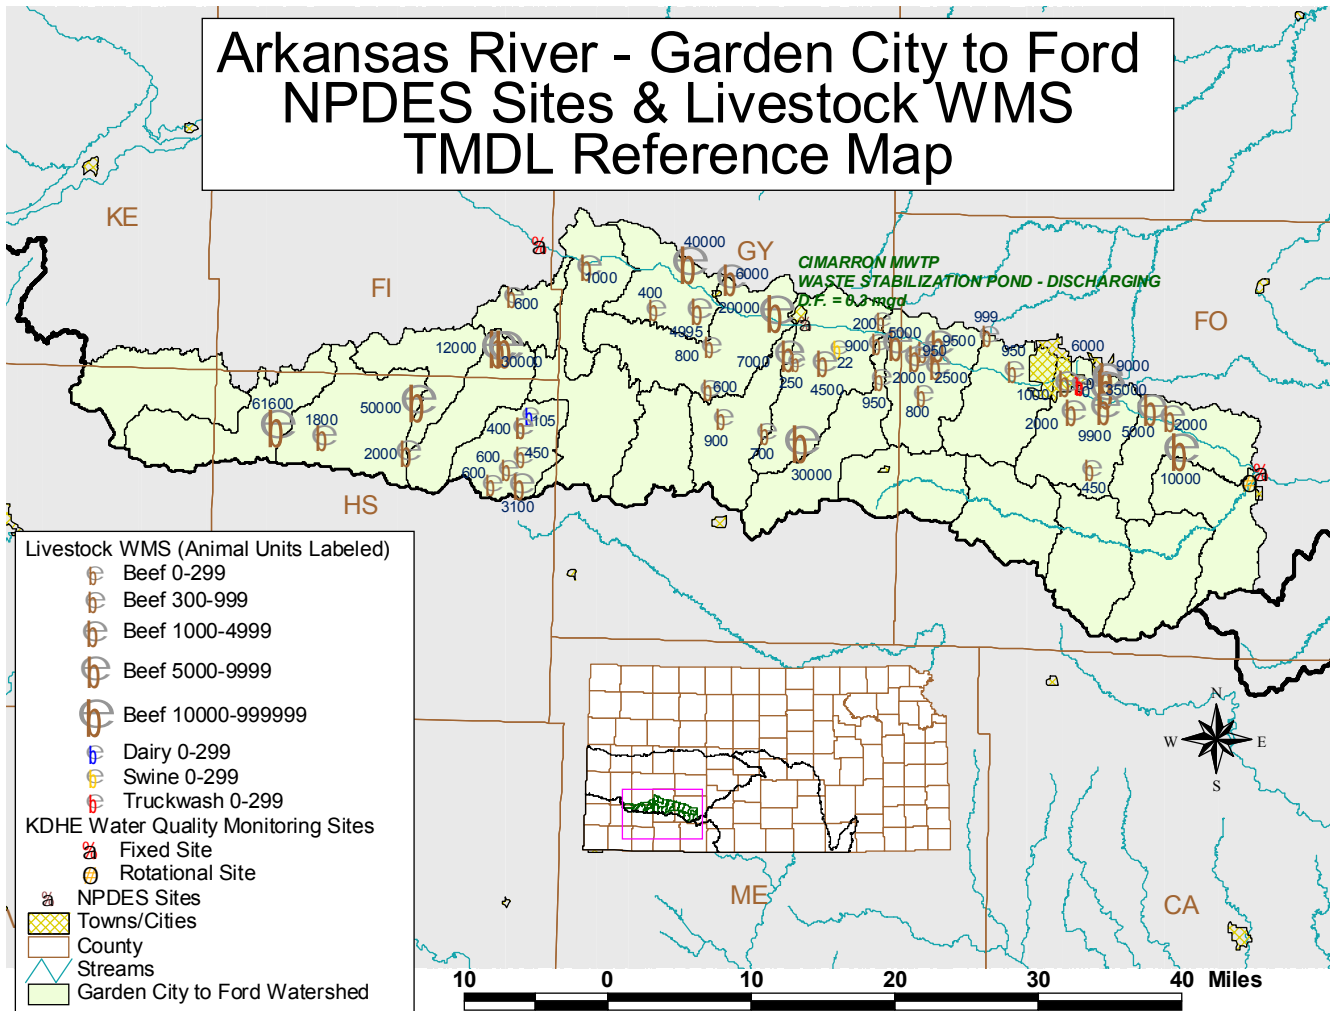 Arkansas River - Garden City to Ford
NPDES Sites & Livestock WMS
TMDL Reference Map
KE
FI
GY
FO
HS
ME
CA
CIMARRON MWTP
WASTE STABILIZATION POND - DISCHARGING
D.F. = 0.3 mgd
40000
6000
1000
600
400
20000
4995
800
12000
30000
7000
250
4500
22
200
900
5000
950
9500
2000
2500
950
800
999
950
6000
9000
35000
1000
2000
9900
5000
2000
10000
450
61600
1800
50000
2000
400
105
450
600
600
3100
600
900
700
30000
Livestock WMS (Animal Units Labeled)
Beef 0-299
Beef 300-999
Beef 1000-4999
Beef 5000-9999
Beef 10000-999999
Dairy 0-299
Swine 0-299
Truckwash 0-299
KDHE Water Quality Monitoring Sites
Fixed Site
Rotational Site
NPDES Sites
Towns/Cities
County
Streams
Garden City to Ford Watershed
N
W E
S
10 0 10 20 30 40 Miles